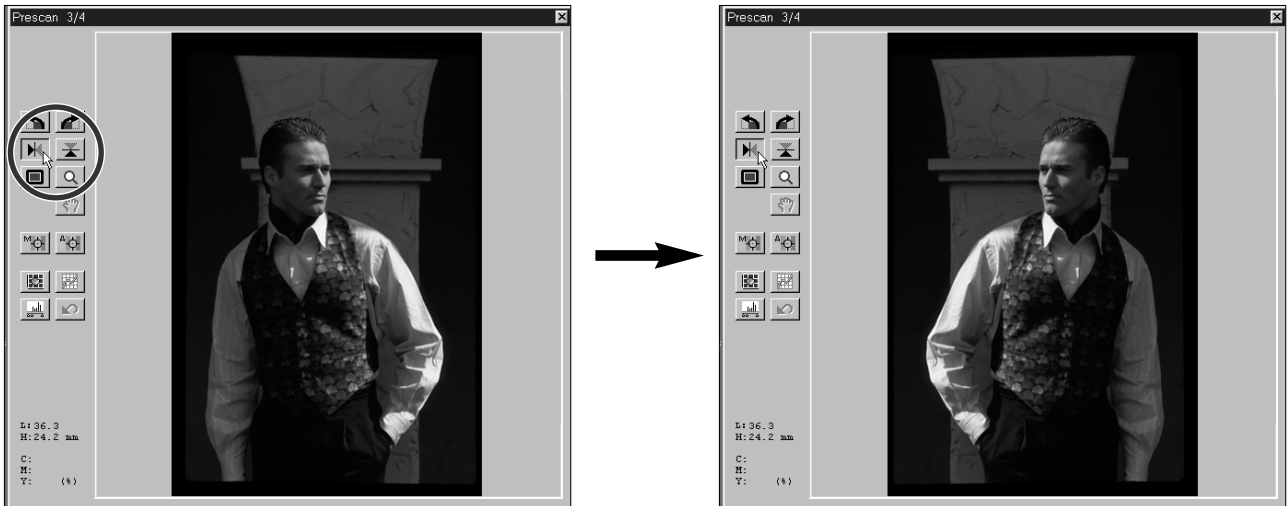 Prescan 3/4
M
A
L:36.3
H:24.2 mm
C:
M:
Y: (%)
Prescan 3/4
M
A
L:36.3
H:24.2 mm
C:
M:
Y: (%)